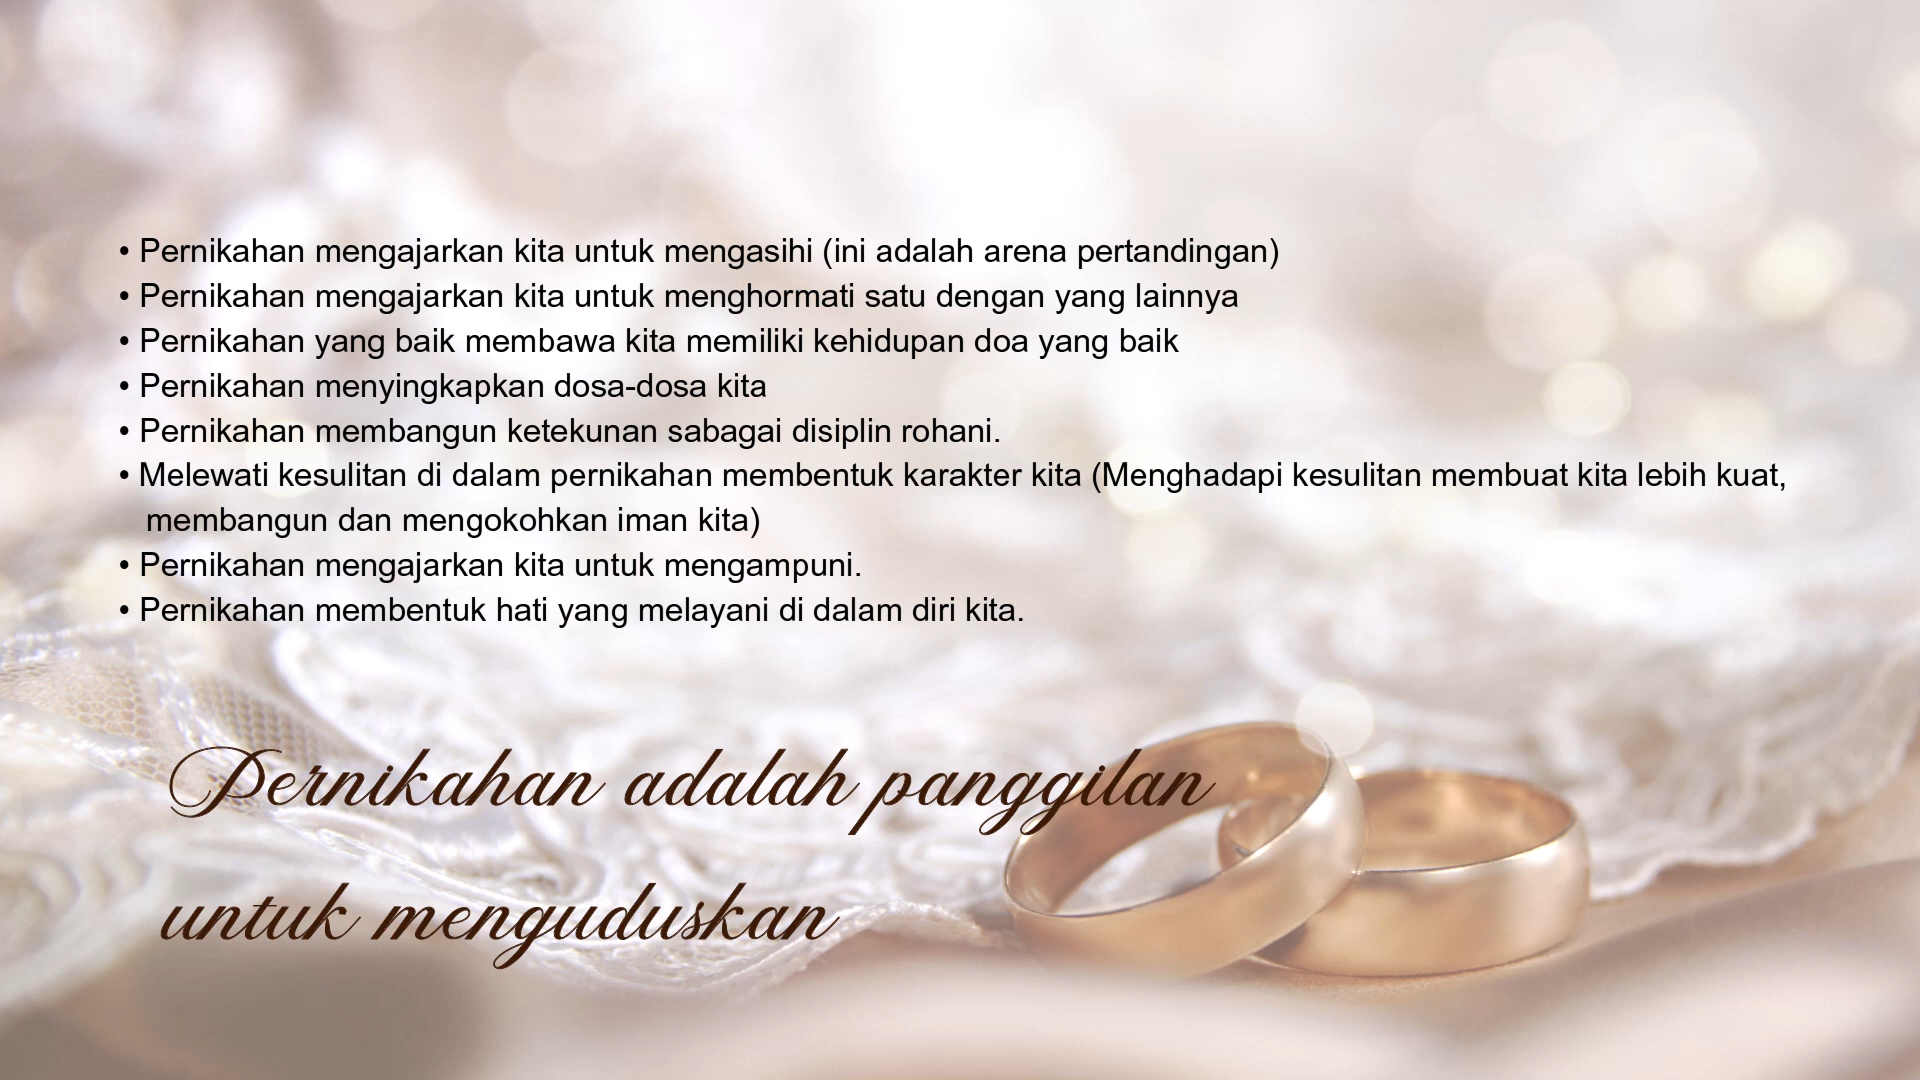 • Pernikahan mengajarkan kita untuk mengasihi (ini adalah arena pertandingan)
• Pernikahan mengajarkan kita untuk menghormati satu dengan yang lainnya
• Pernikahan yang baik membawa kita memiliki kehidupan doa yang baik
• Pernikahan menyingkapkan dosa-dosa kita
• Pernikahan membangun ketekunan sabagai disiplin rohani.
• Melewati kesulitan di dalam pernikahan membentuk karakter kita (Menghadapi kesulitan membuat kita lebih kuat,
membangun dan mengokohkan iman kita)
• Pernikahan mengajarkan kita untuk mengampuni.
• Pernikahan membentuk hati yang melayani di dalam diri kita.
Pernikahan adalah panggilan
untuk menguduskan